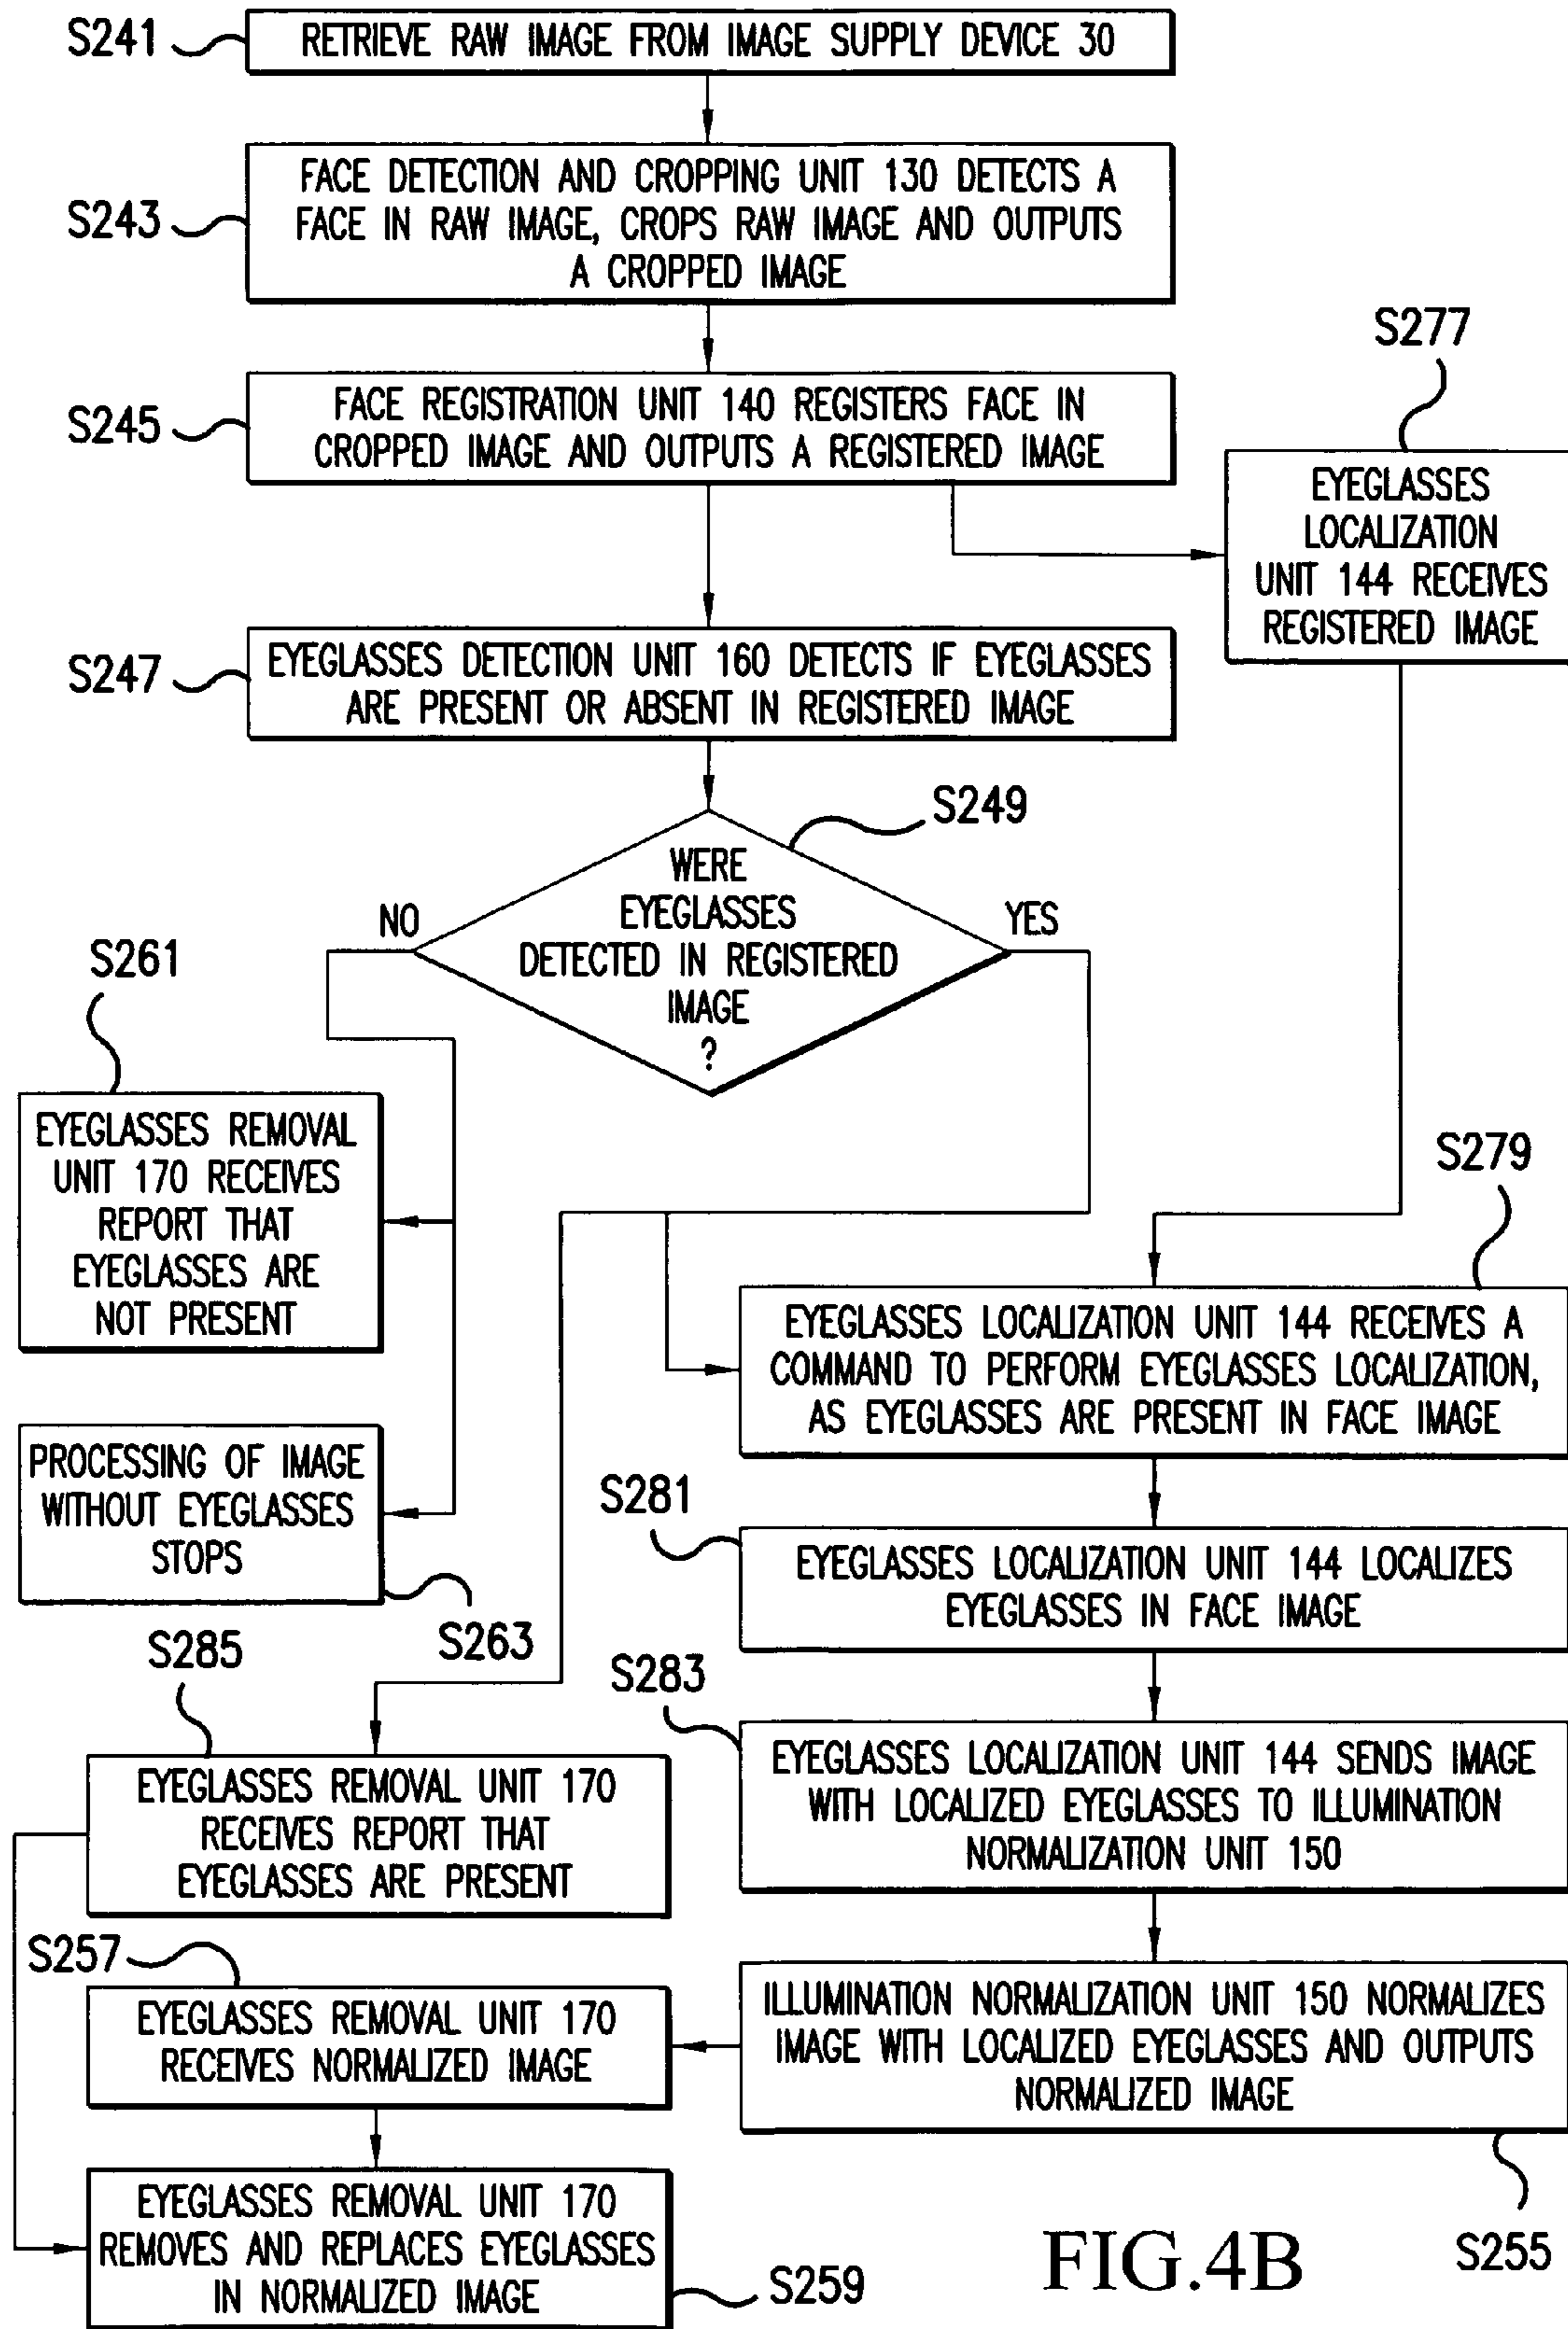 S241
RETRIEVE RAW IMAGE FROM IMAGE SUPPLY DEVICE 30
S243
FACE DETECTION AND CROPPING UNIT 130 DETECTS A
FACE IN RAW IMAGE, CROPS RAW IMAGE AND OUTPUTS
A CROPPED IMAGE
S245
FACE REGISTRATION UNIT 140 REGISTERS FACE IN
CROPPED IMAGE AND OUTPUTS A REGISTERED IMAGE
S277
EYEGLASSES
LOCALIZATION
UNIT 144 RECEIVES
REGISTERED IMAGE
S247
EYEGLASSES DETECTION UNIT 160 DETECTS IF EYEGLASSES
ARE PRESENT OR ABSENT IN REGISTERED IMAGE
S249
WERE
EYEGLASSES
DETECTED IN REGISTERED
IMAGE
?
NO
YES
S261
EYEGLASSES REMOVAL
UNIT 170 RECEIVES
REPORT THAT
EYEGLASSES ARE
NOT PRESENT
PROCESSING OF IMAGE
WITHOUT EYEGLASSES
STOPS
S263
S279
EYEGLASSES LOCALIZATION UNIT 144 RECEIVES A
COMMAND TO PERFORM EYEGLASSES LOCALIZATION,
AS EYEGLASSES ARE PRESENT IN FACE IMAGE
S281
EYEGLASSES LOCALIZATION UNIT 144 LOCALIZES
EYEGLASSES IN FACE IMAGE
S283
EYEGLASSES LOCALIZATION UNIT 144 SENDS IMAGE
WITH LOCALIZED EYEGLASSES TO ILLUMINATION
NORMALIZATION UNIT 150
S285
EYEGLASSES REMOVAL UNIT 170
RECEIVES REPORT THAT
EYEGLASSES ARE PRESENT
S257
EYEGLASSES REMOVAL UNIT 170
RECEIVES NORMALIZED IMAGE
ILLUMINATION NORMALIZATION UNIT 150 NORMALIZES
IMAGE WITH LOCALIZED EYEGLASSES AND OUTPUTS
NORMALIZED IMAGE
S255
EYEGLASSES REMOVAL UNIT 170
REMOVES AND REPLACES EYEGLASSES
IN NORMALIZED IMAGE
S259
FIG.4B